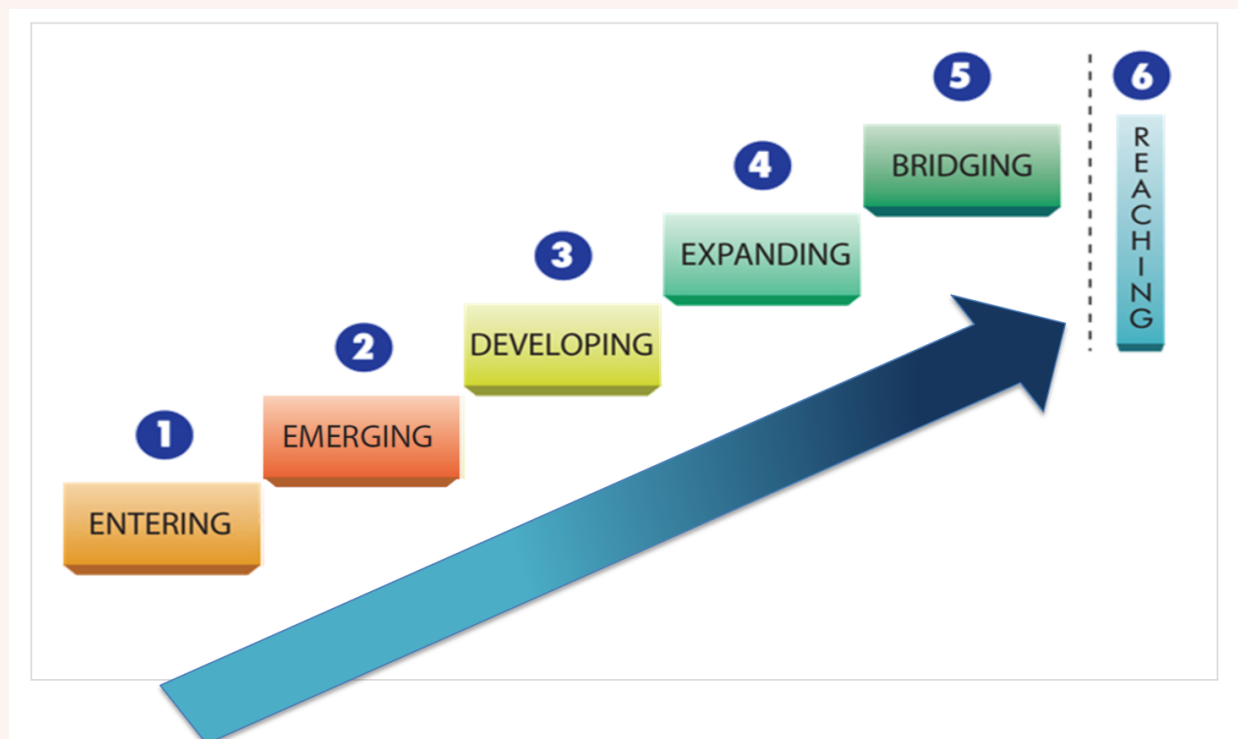 1
ENTERING
2
EMERGING
3
DEVELOPING
4
EXPANDING
5
BRIDGING
6
REACHING